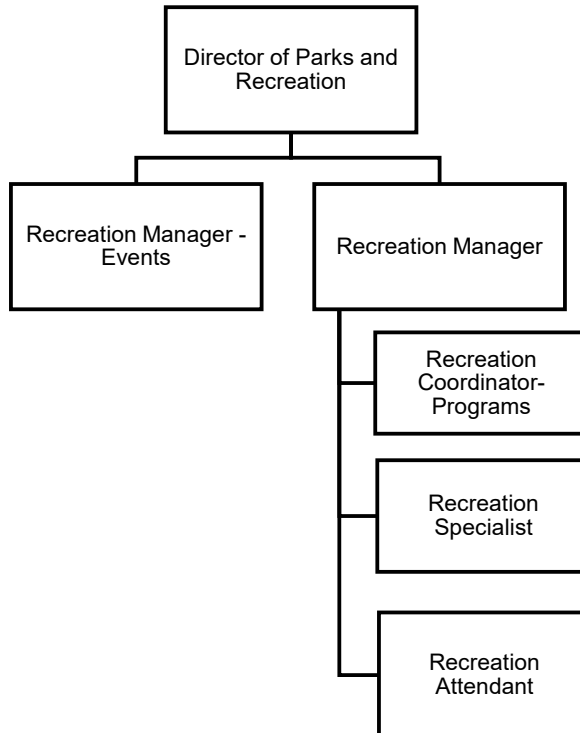 Director of Parks and
Recreation
Recreation Manager -
Events
Recreation Manager
Recreation
Coordinator-
Programs
Recreation
Specialist
Recreation
Attendant